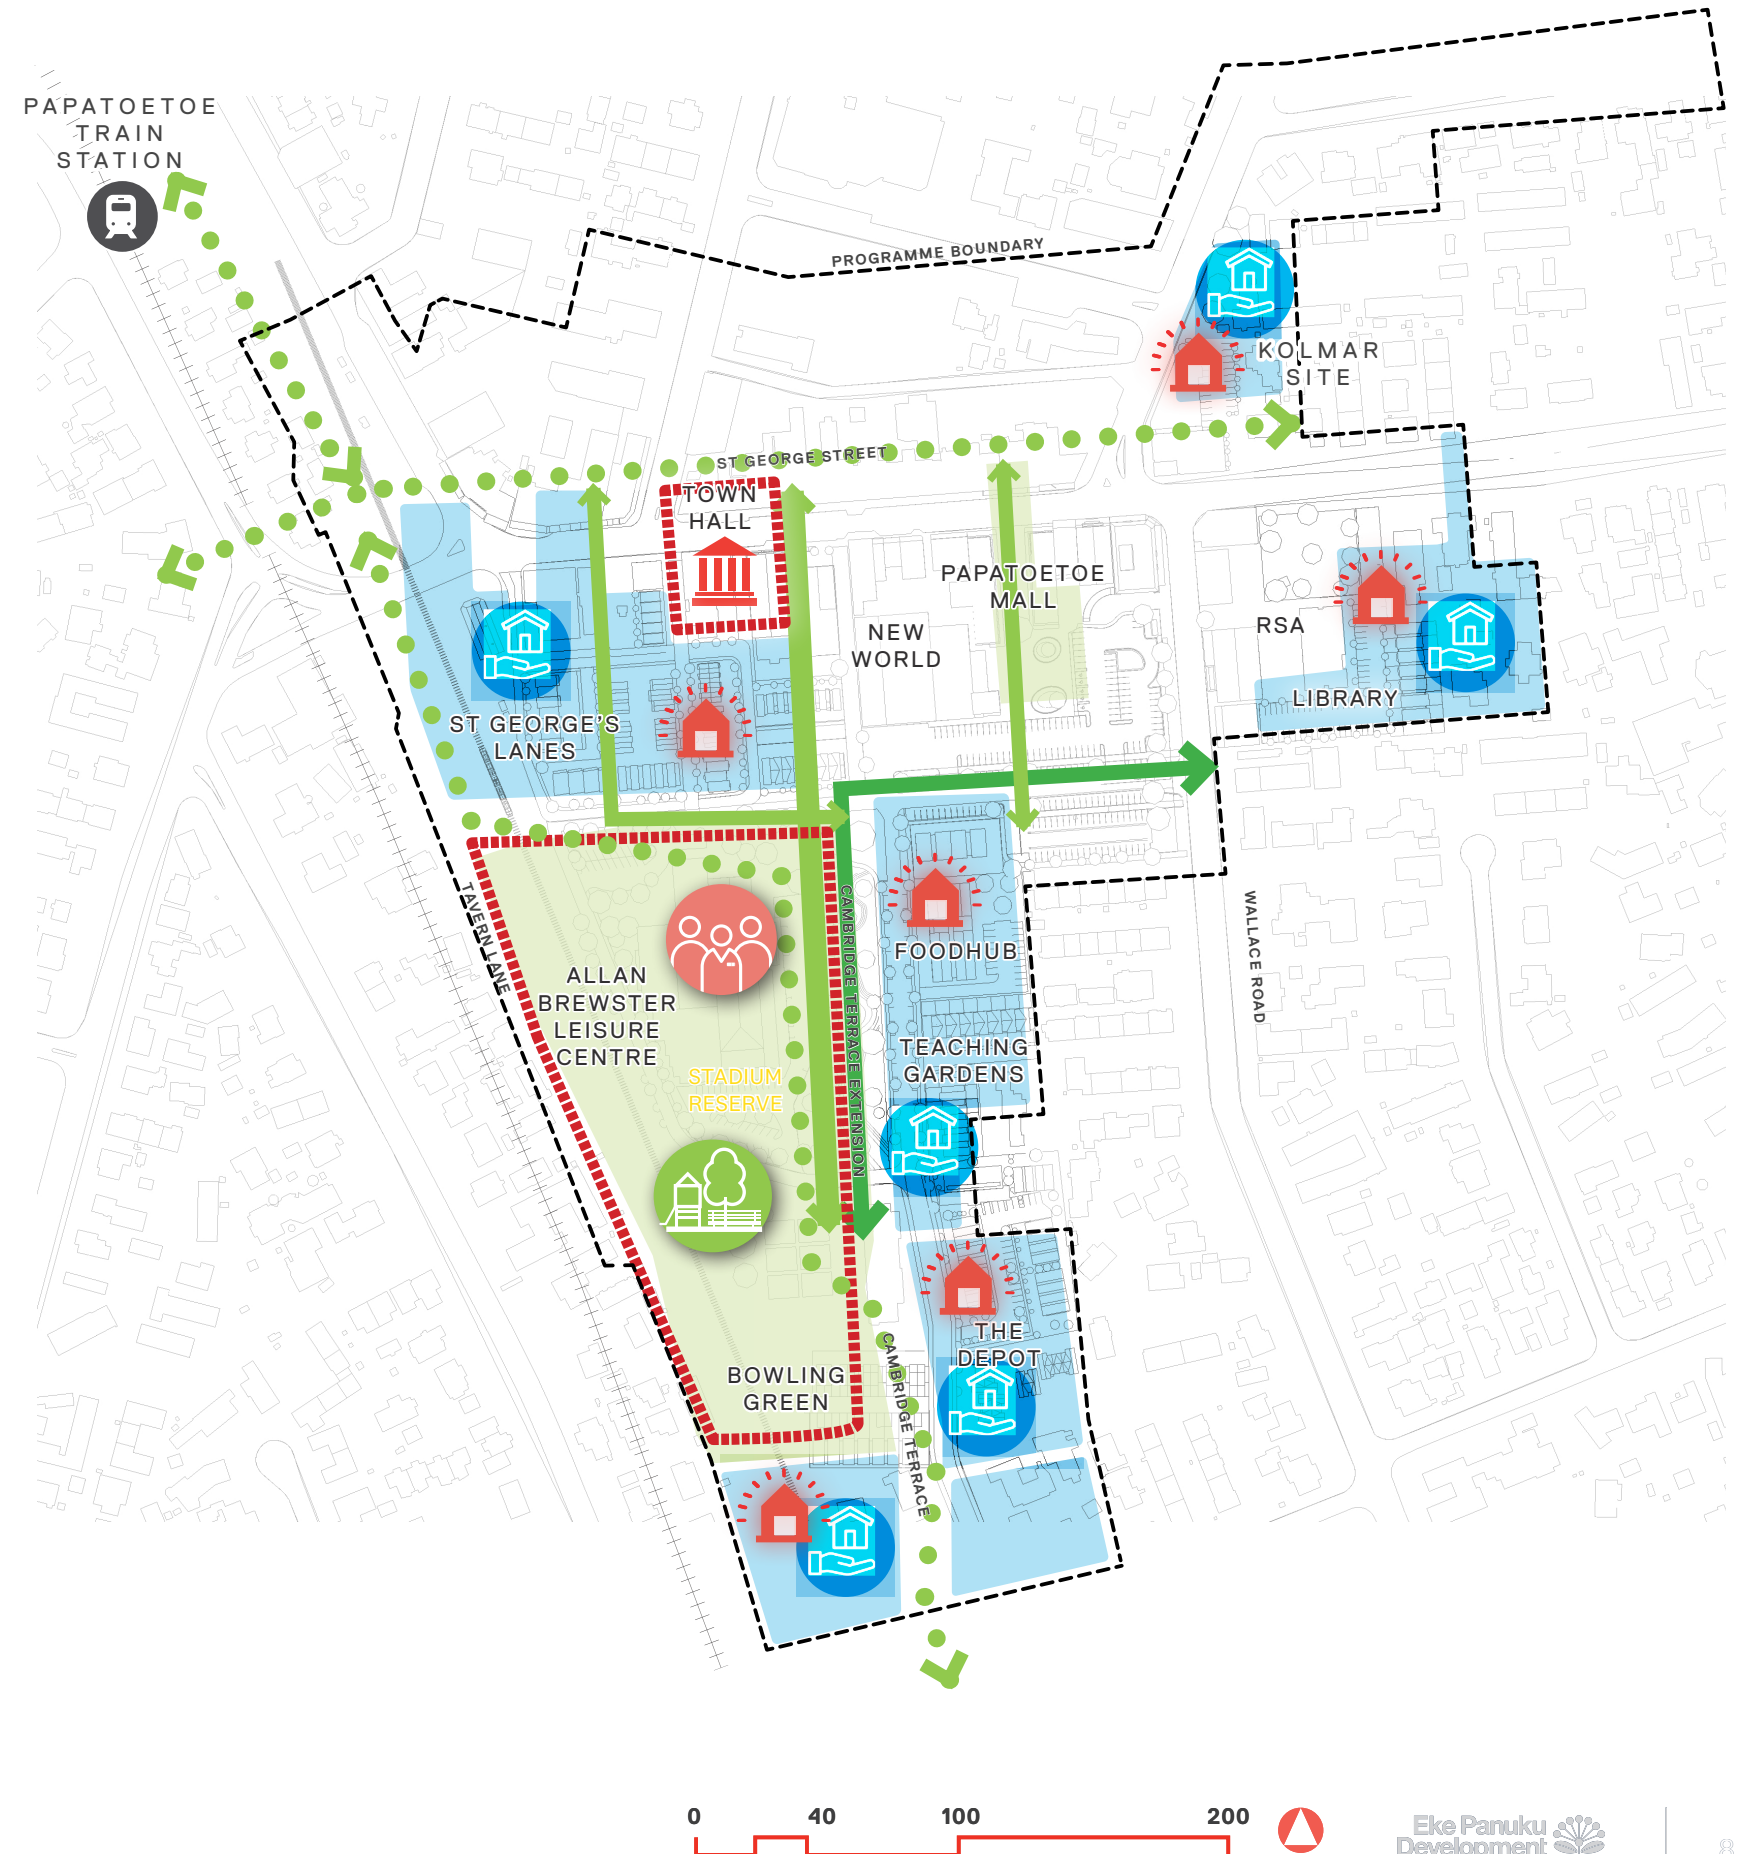 PAPATOETOE
TRAIN
STATION
PROGRAMME BOUNDARY
KOLMAR
SITE
ST GEORGE STREET
TOWN
HALL
PAPATOETOE
MALL
NEW
WORLD
RSA
LIBRARY
ST GEORGE'S
LANES
TAVERN LANE
CAMBRIDGE TERRACE EXTENSION
WALLACE ROAD
FOODHUB
ALLAN
BREWSTER
LEISURE
CENTRE
TEACHING
GARDENS
STADIUM
RESERVE
THE
DEPOT
BOWLING
GREEN
CAMBRIDGE TERRACE
0 40 100 200
Eke Panuku
Development
8